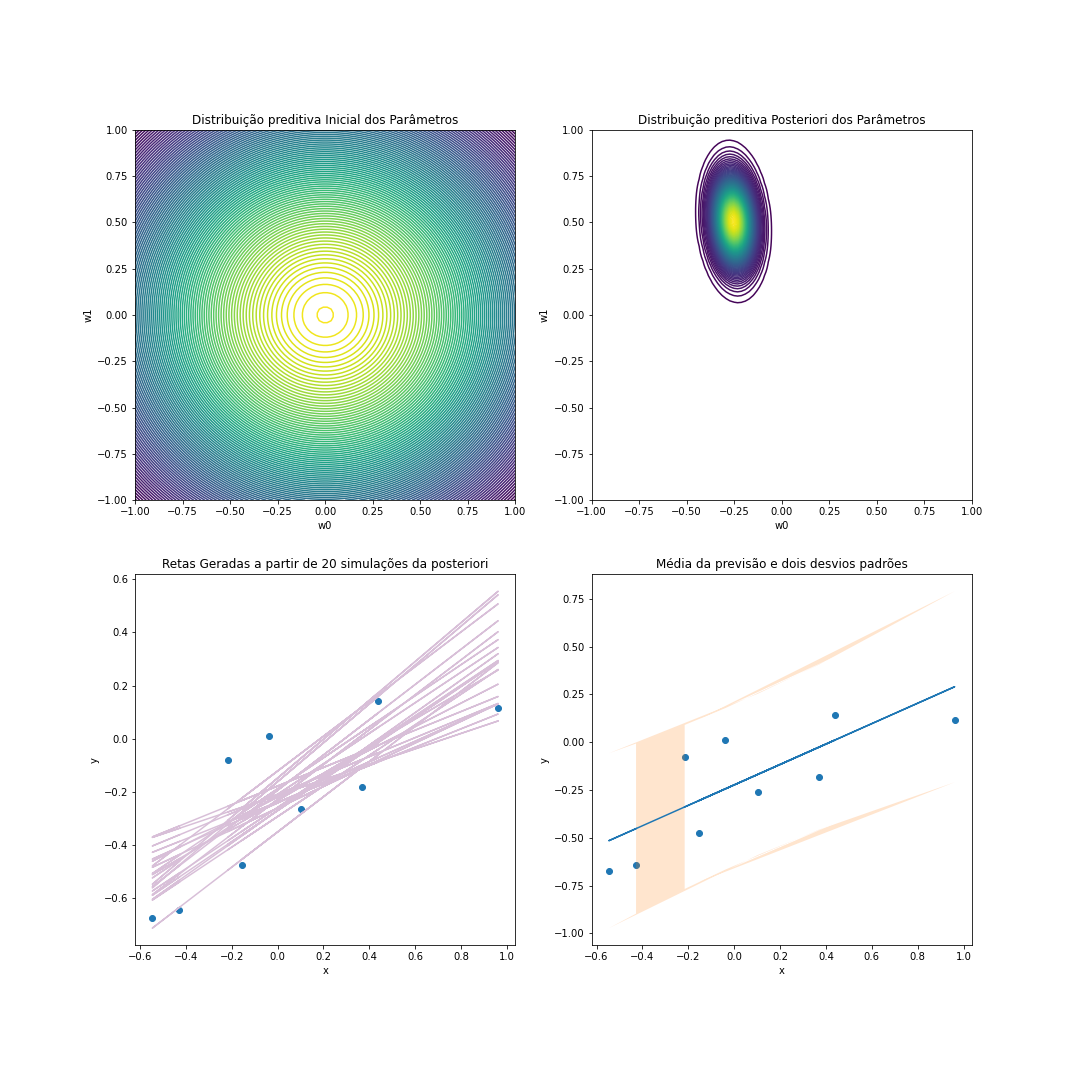 Distribuição preditiva Inicial dos Parâmetros
1.00
0.75
0.50
0.25
0.00
−0.25
−0.50
−0.75
−1.00
w1
−1.00 −0.75 −0.50 −0.25 0.00 0.25 0.50 0.75 1.00
w0
Distribuição preditiva Posteriori dos Parâmetros
1.00
0.75
0.50
0.25
0.00
−0.25
−0.50
−0.75
−1.00
w1
−1.00 −0.75 −0.50 −0.25 0.00 0.25 0.50 0.75 1.00
w0
Retas Geradas a partir de 20 simulações da posteriori
0.6
0.4
0.2
0.0
−0.2
−0.4
−0.6
y
−0.6 −0.4 −0.2 0.0 0.2 0.4 0.6 0.8 1.0
x
Média da previsão e dois desvios padrões
0.75
0.50
0.25
0.00
−0.25
−0.50
−0.75
−1.00
y
−0.6 −0.4 −0.2 0.0 0.2 0.4 0.6 0.8 1.0
x